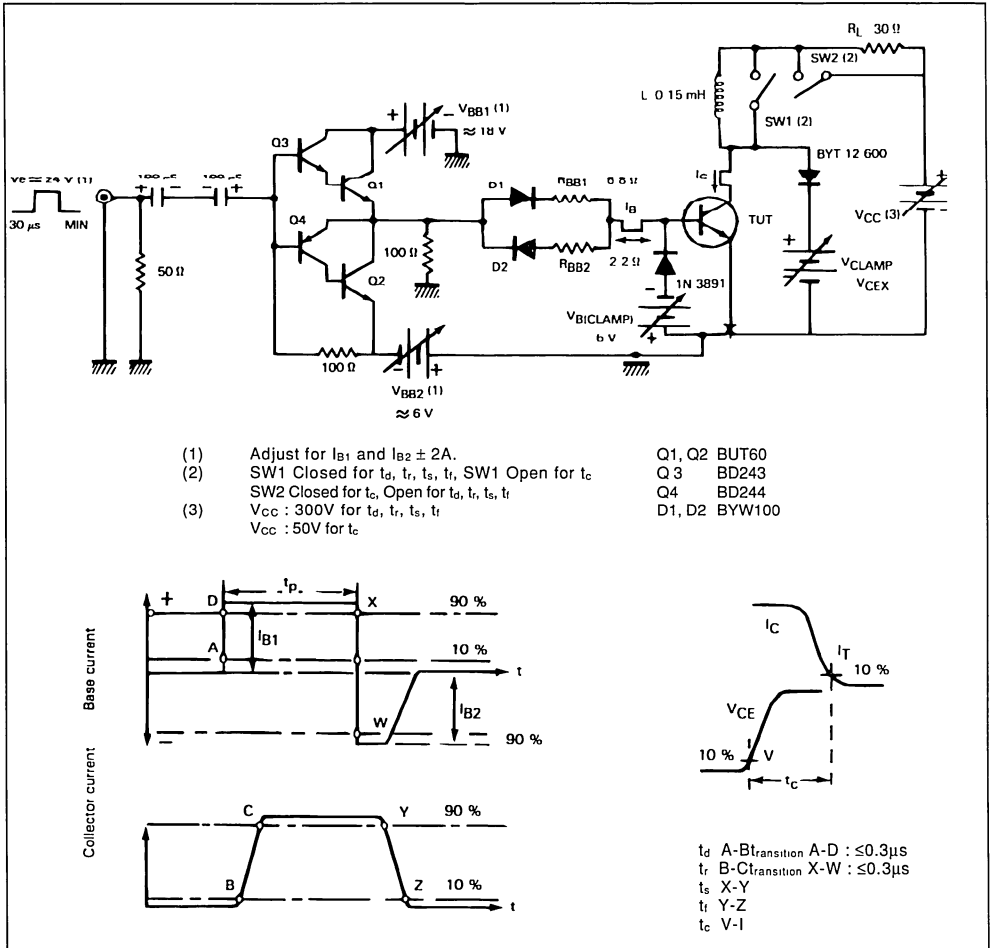 R_L 30 Ω
SW2 (2)
L 0 15 mH
SW1 (2)
V_BB1 (1)
+ -
≈ 18 V
Q3
Q1
BYT 12 600
I_C
Ve ≃ 24 V (1)
+ - - +
D1
R_BB1
6 8 Ω
I_B
TUT
V_CC (3)
+
-
30 µs
MIN
Q4
100 Ω
50 Ω
Q2
D2
R_BB2
2 2 Ω
1N 3891
+
V_CLAMP
V_CEX
-
V_B(CLAMP)
6 V
+
100 Ω
- +
V_BB2 (1)
≈ 6 V
(1) Adjust for I_B1 and I_B2 ± 2A.
(2) SW1 Closed for t_d, t_r, t_s, t_f, SW1 Open for t_c
SW2 Closed for t_c, Open for t_d, t_r, t_s, t_f
(3) V_CC : 300V for t_d, t_r, t_s, t_f
V_CC : 50V for t_c
Q1, Q2 BUT60
Q 3 BD243
Q4 BD244
D1, D2 BYW100
Base current
+
-
t_p
D
X
90 %
A
I_B1
10 %
t
W
I_B2
90 %
Collector current
C
Y
90 %
B
Z
10 %
t
I_C
I_T
10 %
V_CE
10 %
V
t_c
t_d A-Btransition A-D : ≤0.3µs
t_r B-Ctransition X-W : ≤0.3µs
t_s X-Y
t_f Y-Z
t_c V-I